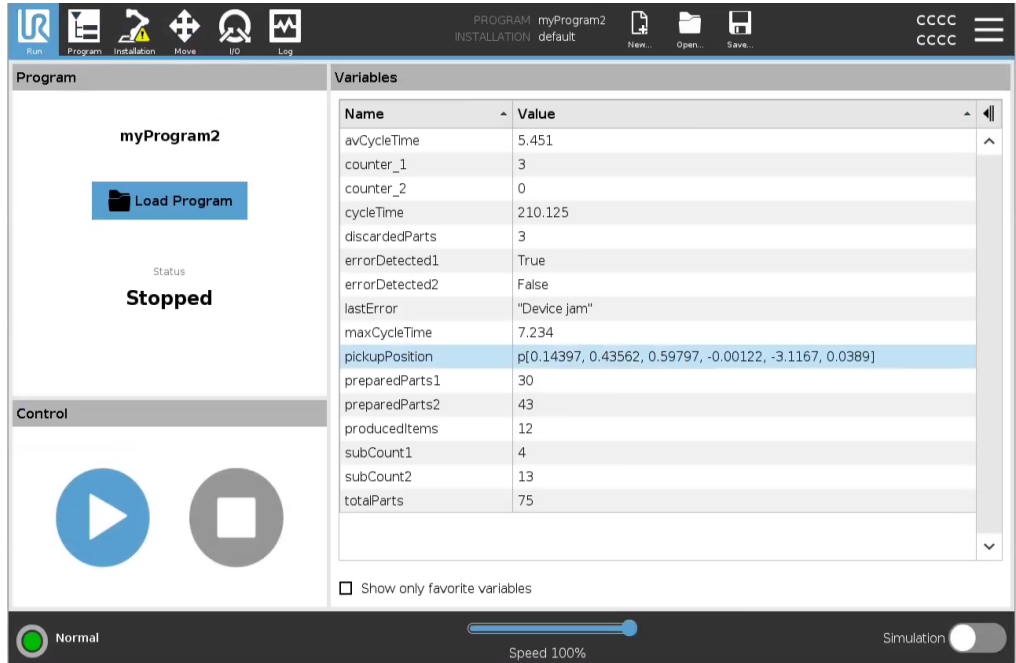 PROGRAM myProgram2
INSTALLATION default
CCCC
CCCC
UR
Run
Program
Installation
Move
I/O
Log
New...
Open...
Save...
Program
Variables
myProgram2
Load Program
Status
Stopped
Name Value
avCycleTime 5.451
counter_1 3
counter_2 0
cycleTime 210.125
discardedParts 3
errorDetected1 True
errorDetected2 False
lastError "Device jam"
maxCycleTime 7.234
pickupPosition p[0.14397, 0.43562, 0.59797, -0.00122, -3.1167, 0.0389]
preparedParts1 30
preparedParts2 43
producedItems 12
subCount1 4
subCount2 13
totalParts 75
Control
Show only favorite variables
Normal
Speed 100%
Simulation